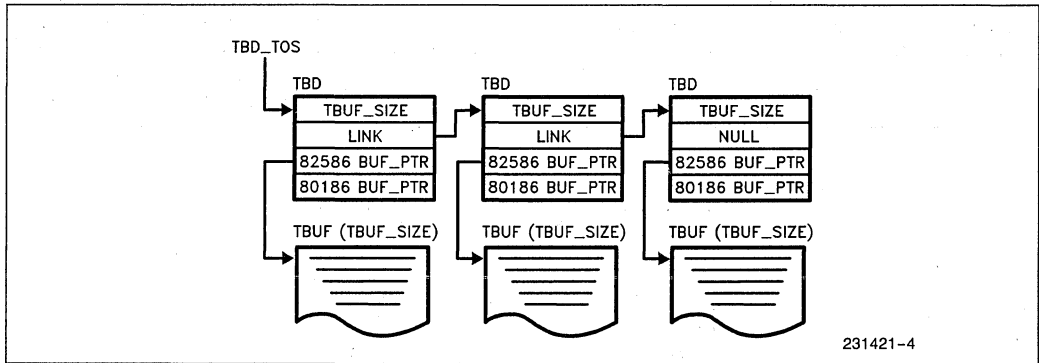 TBD_TOS
TBD
TBUF_SIZE
LINK
82586 BUF_PTR
80186 BUF_PTR
TBUF (TBUF_SIZE)
TBD
TBUF_SIZE
LINK
82586 BUF_PTR
80186 BUF_PTR
TBUF (TBUF_SIZE)
TBD
TBUF_SIZE
NULL
82586 BUF_PTR
80186 BUF_PTR
TBUF (TBUF_SIZE)
231421-4